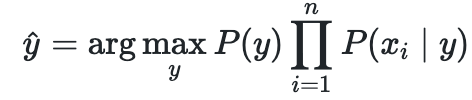 ŷ = arg max_y P(y) ∏_{i=1}^{n} P(x_i | y)